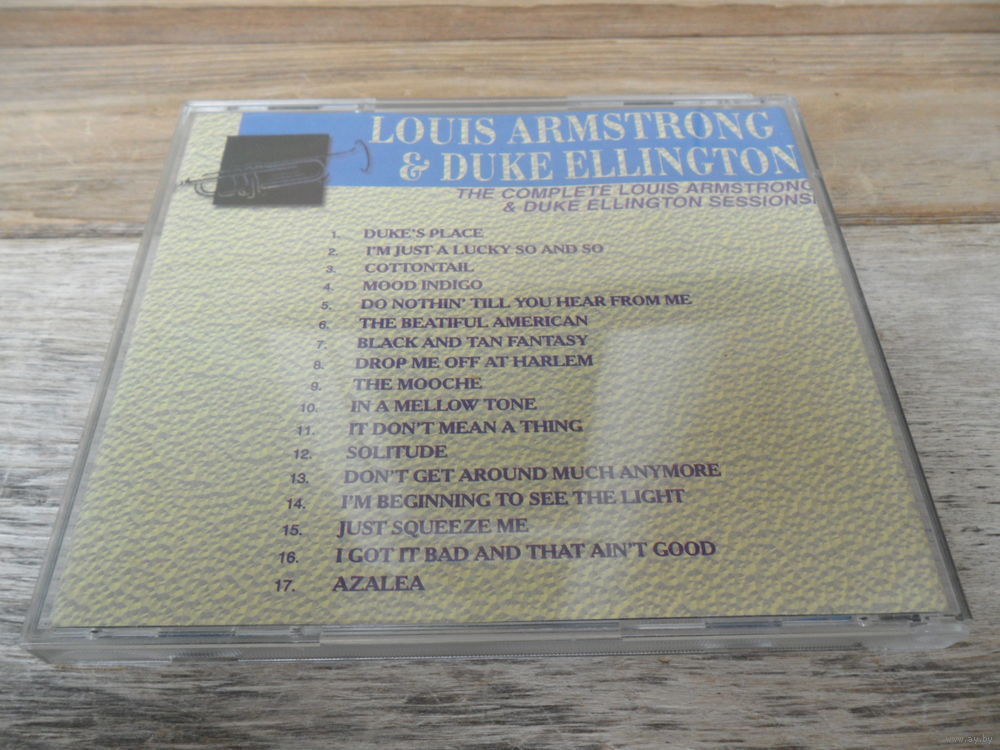 LOUIS ARMSTRONG
& DUKE ELLINGTON
THE COMPLETE LOUIS ARMSTRONG
& DUKE ELLINGTON SESSIONS
1. DUKE'S PLACE
2. I'M JUST A LUCKY SO AND SO
3. COTTONTAIL
4. MOOD INDIGO
5. DO NOTHIN' TILL YOU HEAR FROM ME
6. THE BEATIFUL AMERICAN
7. BLACK AND TAN FANTASY
8. DROP ME OFF AT HARLEM
9. THE MOOCHE
10. IN A MELLOW TONE
11. IT DON'T MEAN A THING
12. SOLITUDE
13. DON'T GET AROUND MUCH ANYMORE
14. I'M BEGINNING TO SEE THE LIGHT
15. JUST SQUEEZE ME
16. I GOT IT BAD AND THAT AIN'T GOOD
17. AZALEA
www.ay.by